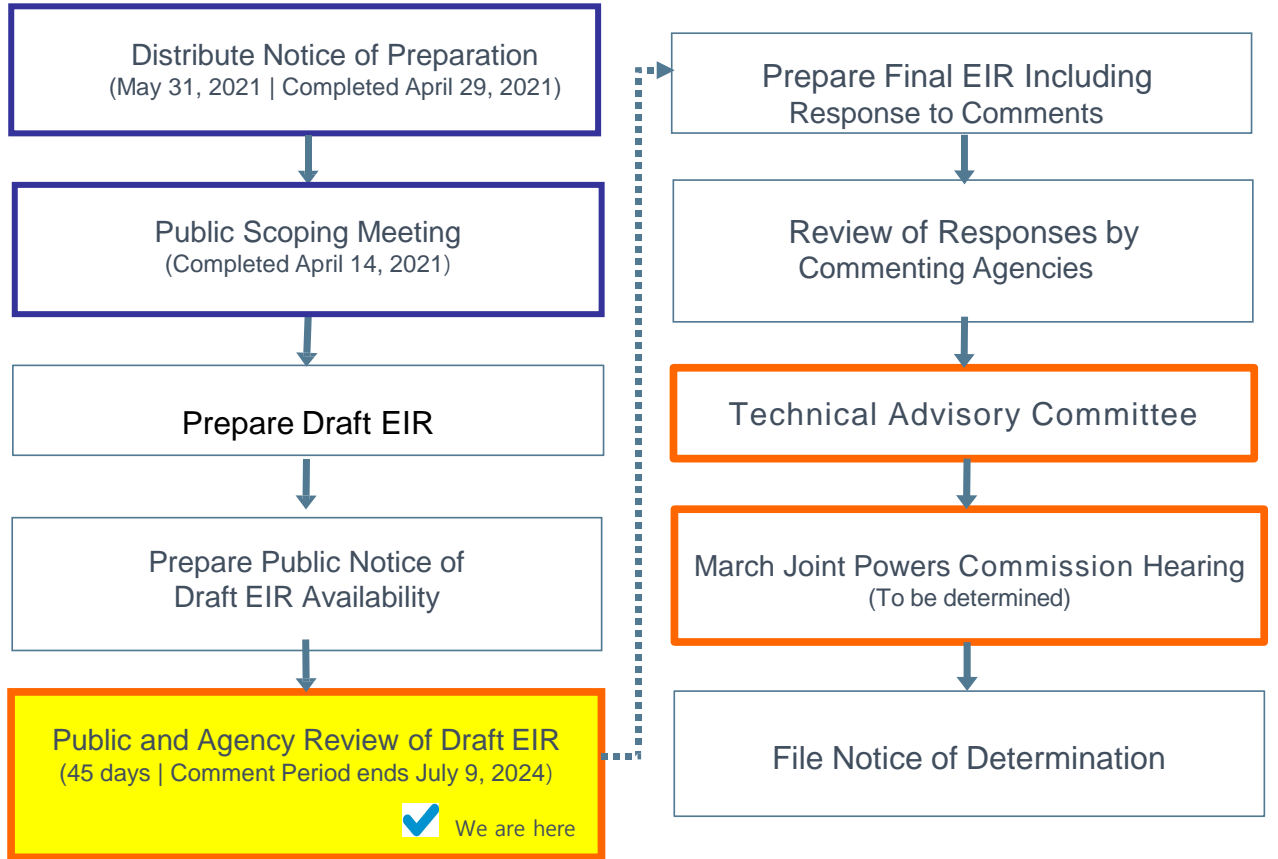 Distribute Notice of Preparation
(May 31, 2021 | Completed April 29, 2021)
Public Scoping Meeting
(Completed April 14, 2021)
Prepare Draft EIR
Prepare Public Notice of
Draft EIR Availability
Public and Agency Review of Draft EIR
(45 days | Comment Period ends July 9, 2024)
We are here
Prepare Final EIR Including
Response to Comments
Review of Responses by
Commenting Agencies
Technical Advisory Committee
March Joint Powers Commission Hearing
(To be determined)
File Notice of Determination